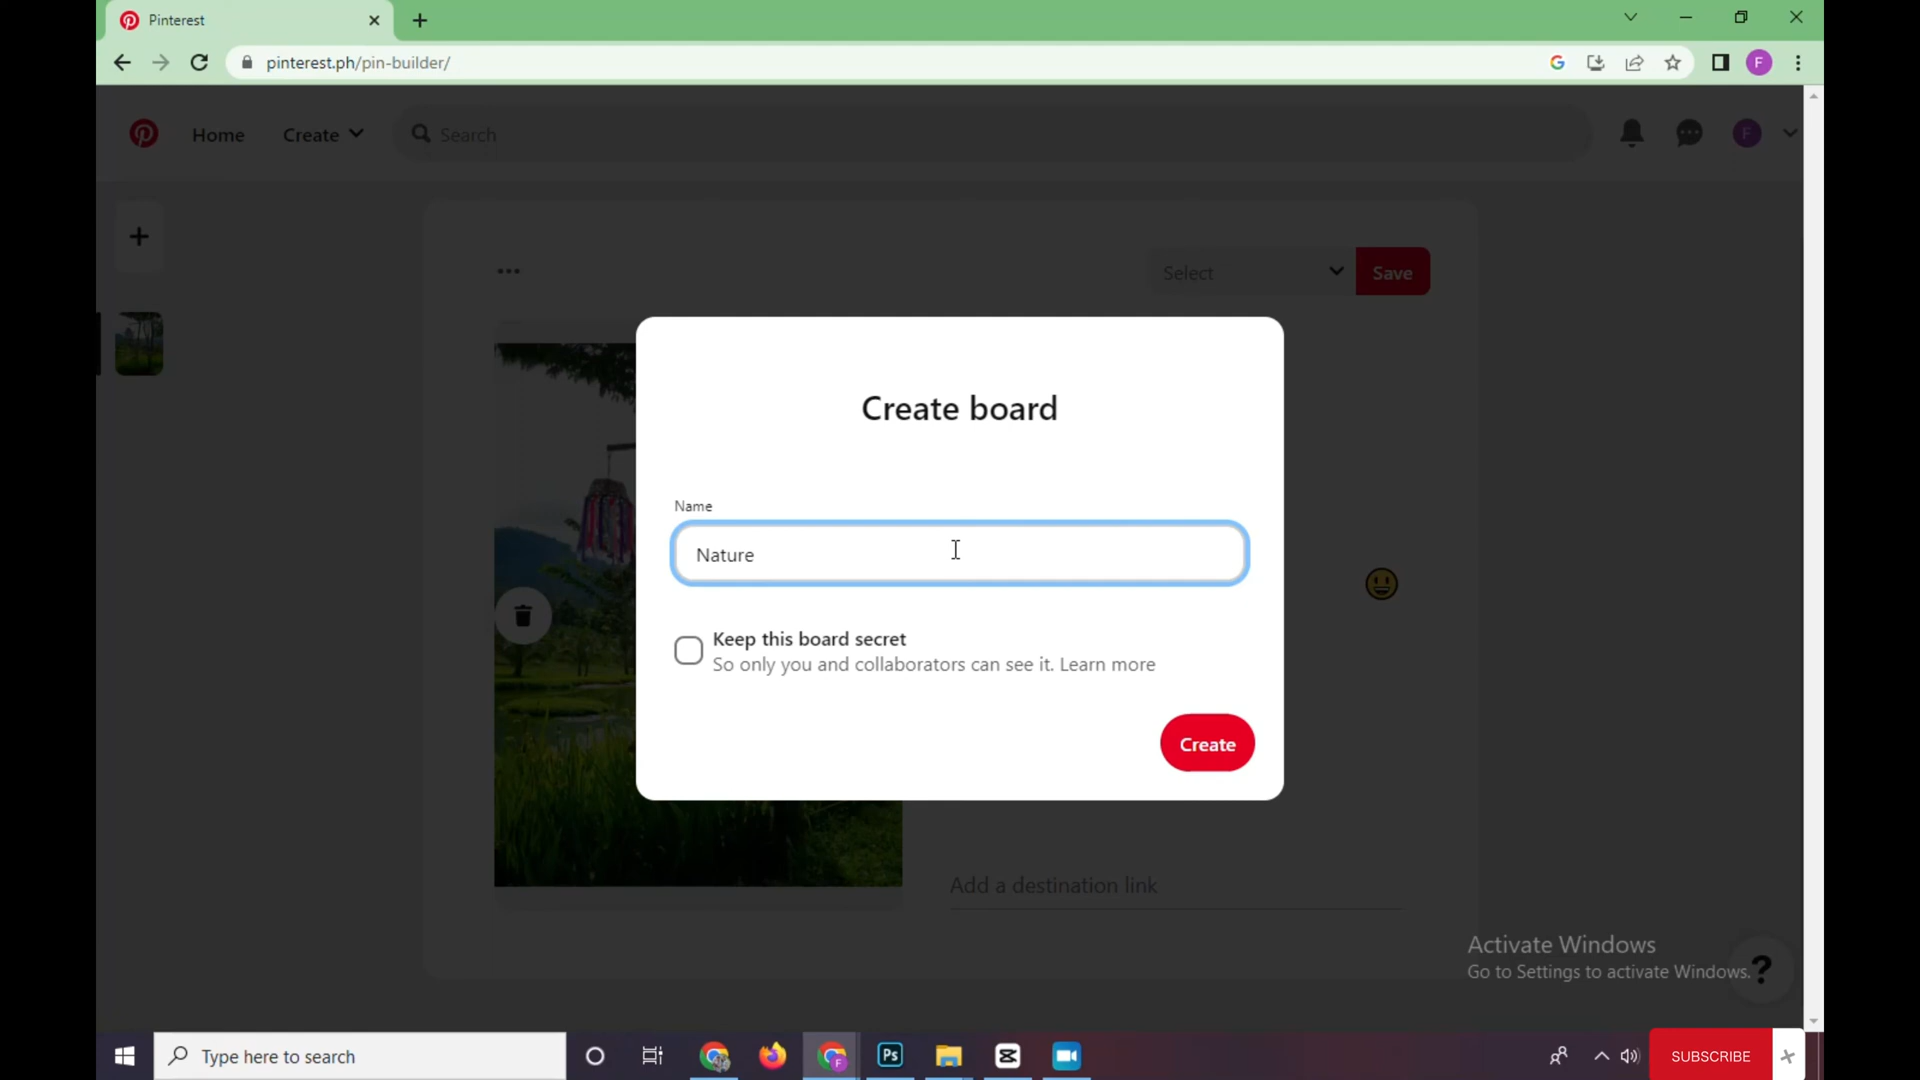 Pinterest
pinterest.ph/pin-builder/
Home
Create
Search
F
Select
Save
Create board
Name
Nature
Keep this board secret
So only you and collaborators can see it. Learn more
Create
Add a destination link
Activate Windows
Go to Settings to activate Windows.
?
Type here to search
Ps
SUBSCRIBE